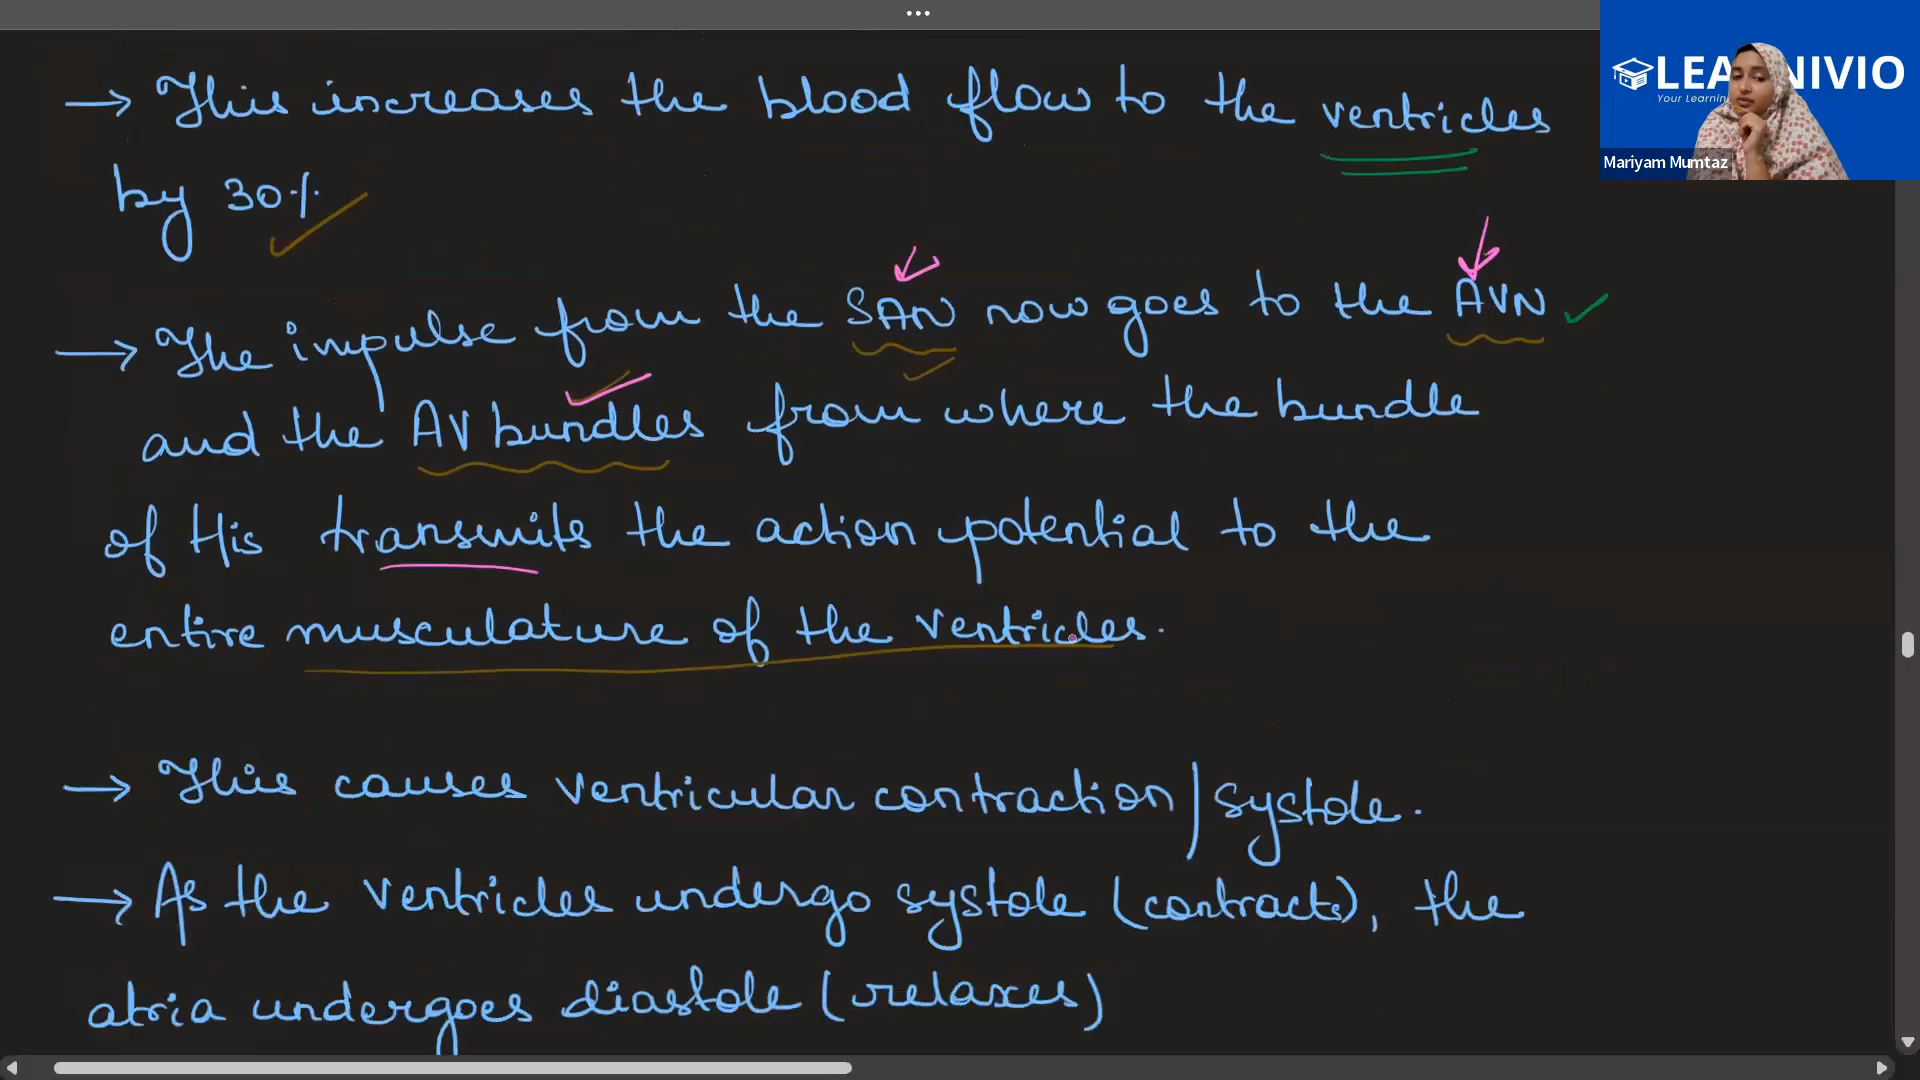 ...
→ This increases the blood flow to the ventricles
by 30%
→ The impulse from the SAN now goes to the AVN
and the AV bundles from where the bundle
of His transmits the action potential to the
entire musculature of the ventricles.
→ This causes ventricular contraction/systole.
→ As the ventricles undergo systole (contracts), the
atria undergoes diastole (relaxes)
LEA NIVIO
Your Learnin
Mariyam Mumtaz